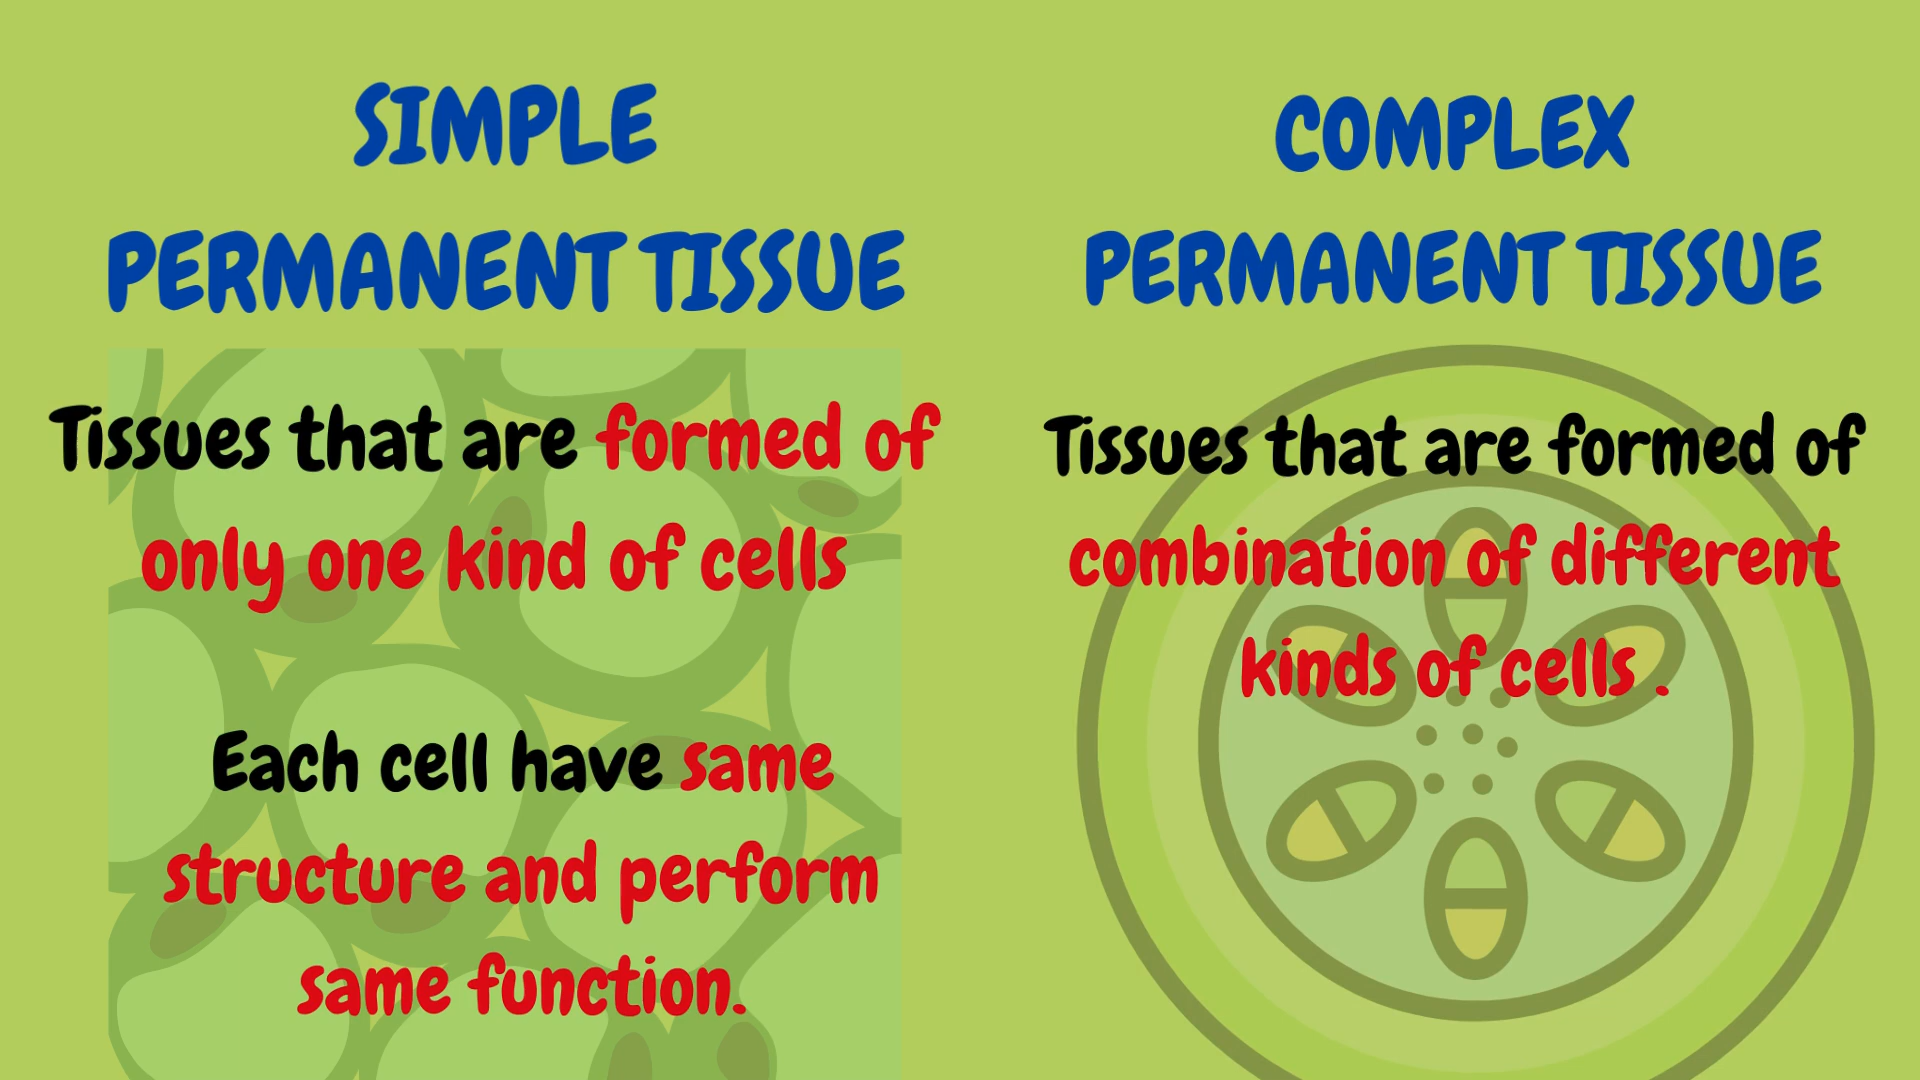 SIMPLE
PERMANENT TISSUE
Tissues that are formed of
only one kind of cells
Each cell have same
structure and perform
same function.
COMPLEX
PERMANENT TISSUE
Tissues that are formed of
combination of different
kinds of cells .